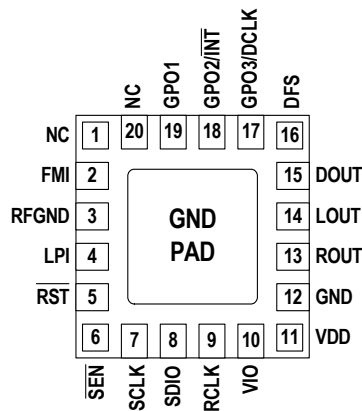 NC
GPO1
GPO2/INT
GPO3/DCLK
DFS
NC 1 20 19 18 17 16
FMI 2 15 DOUT
RFGND 3 14 LOUT
GND
PAD
LPI 4 13 ROUT
RST 5 12 GND
6 7 8 9 10 11 VDD
SEN
SCLK
SDIO
RCLK
VIO